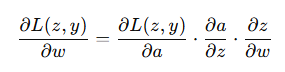 ∂L(z, y)/∂w = ∂L(z, y)/∂a · ∂a/∂z · ∂z/∂w